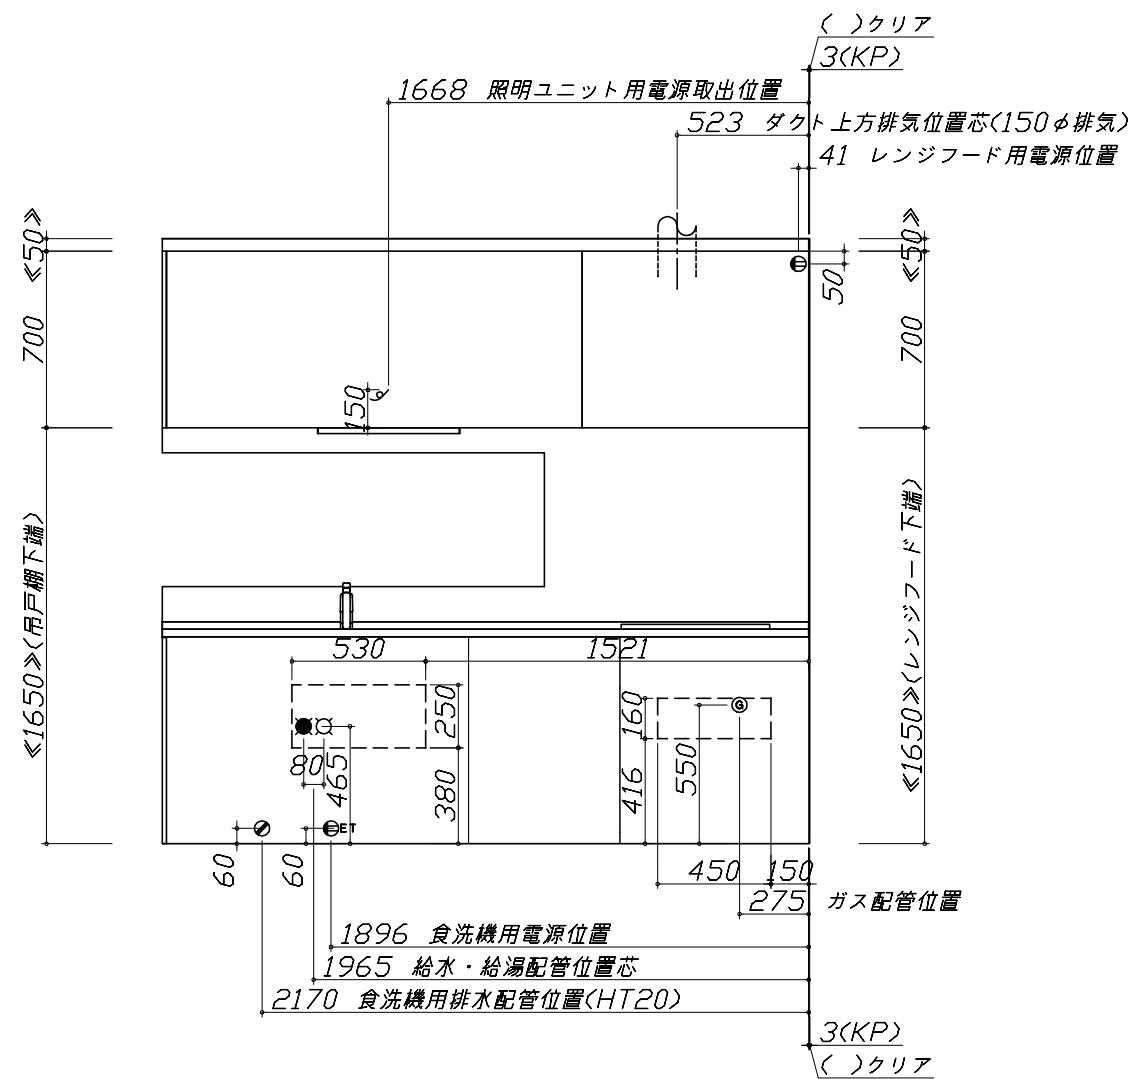 ( )クリア
3(KP)
1668 照明ユニット用電源取出位置
523 ダクト上方排気位置芯(150φ排気)
41 レンジフード用電源位置
≪50≫
≪50≫
50
700
700
150
≪1650≫(吊戸棚下端)
≪1650≫(レンジフード下端)
530
1521
250
160
G
80
465
380
416
550
ET
60
60
450
150
275 ガス配管位置
1896 食洗機用電源位置
1965 給水・給湯配管位置芯
2170 食洗機用排水配管位置(HT20)
3(KP)
( )クリア